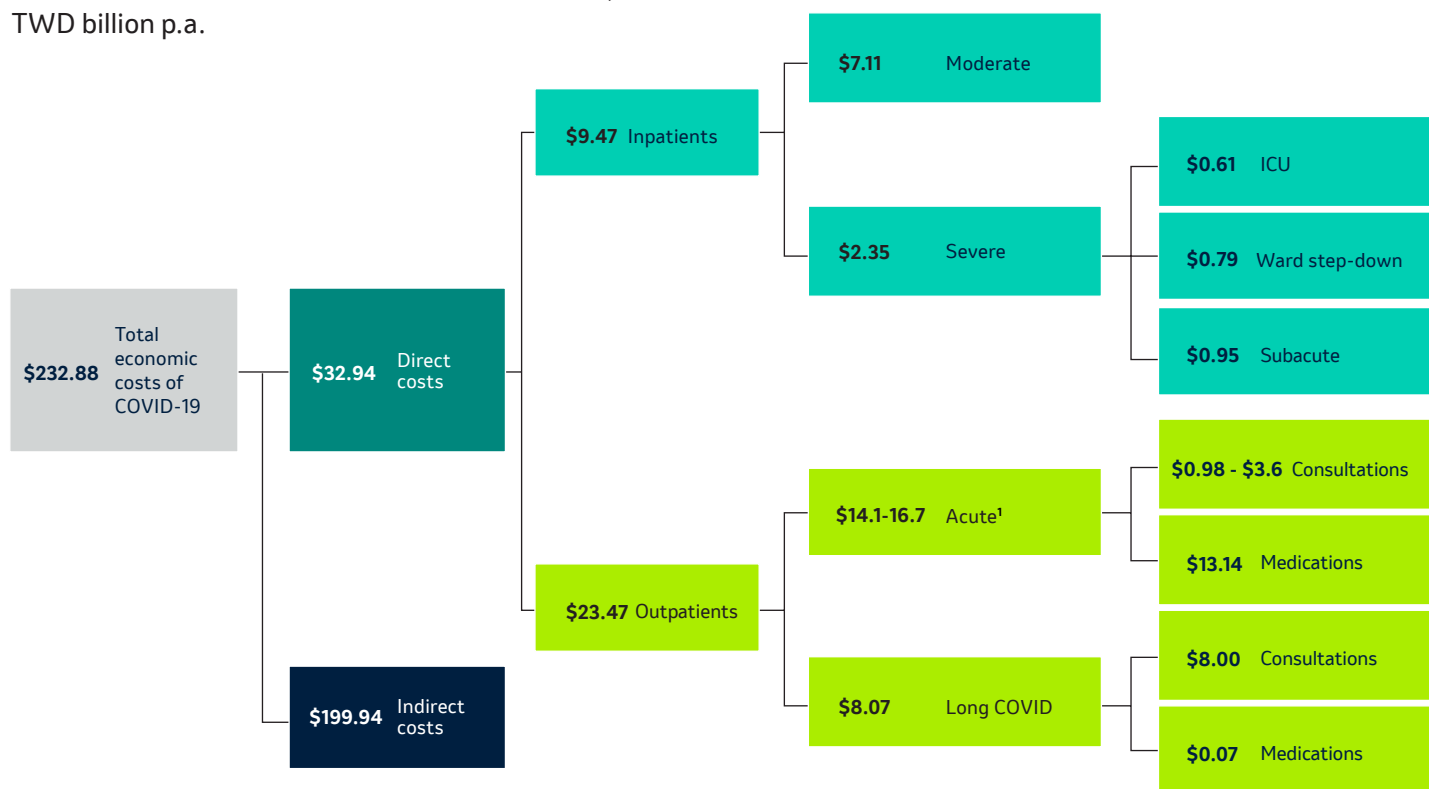 TWD billion p.a.
$7.11 Moderate
$9.47 Inpatients
$0.61 ICU
$2.35 Severe
$0.79 Ward step-down
$0.95 Subacute
$232.88
Total
economic
costs of
COVID-19
$32.94
Direct
costs
$0.98 - $3.6 Consultations
$14.1-16.7 Acute¹
$13.14 Medications
$23.47 Outpatients
$8.00 Consultations
$8.07 Long COVID
$0.07 Medications
$199.94
Indirect
costs